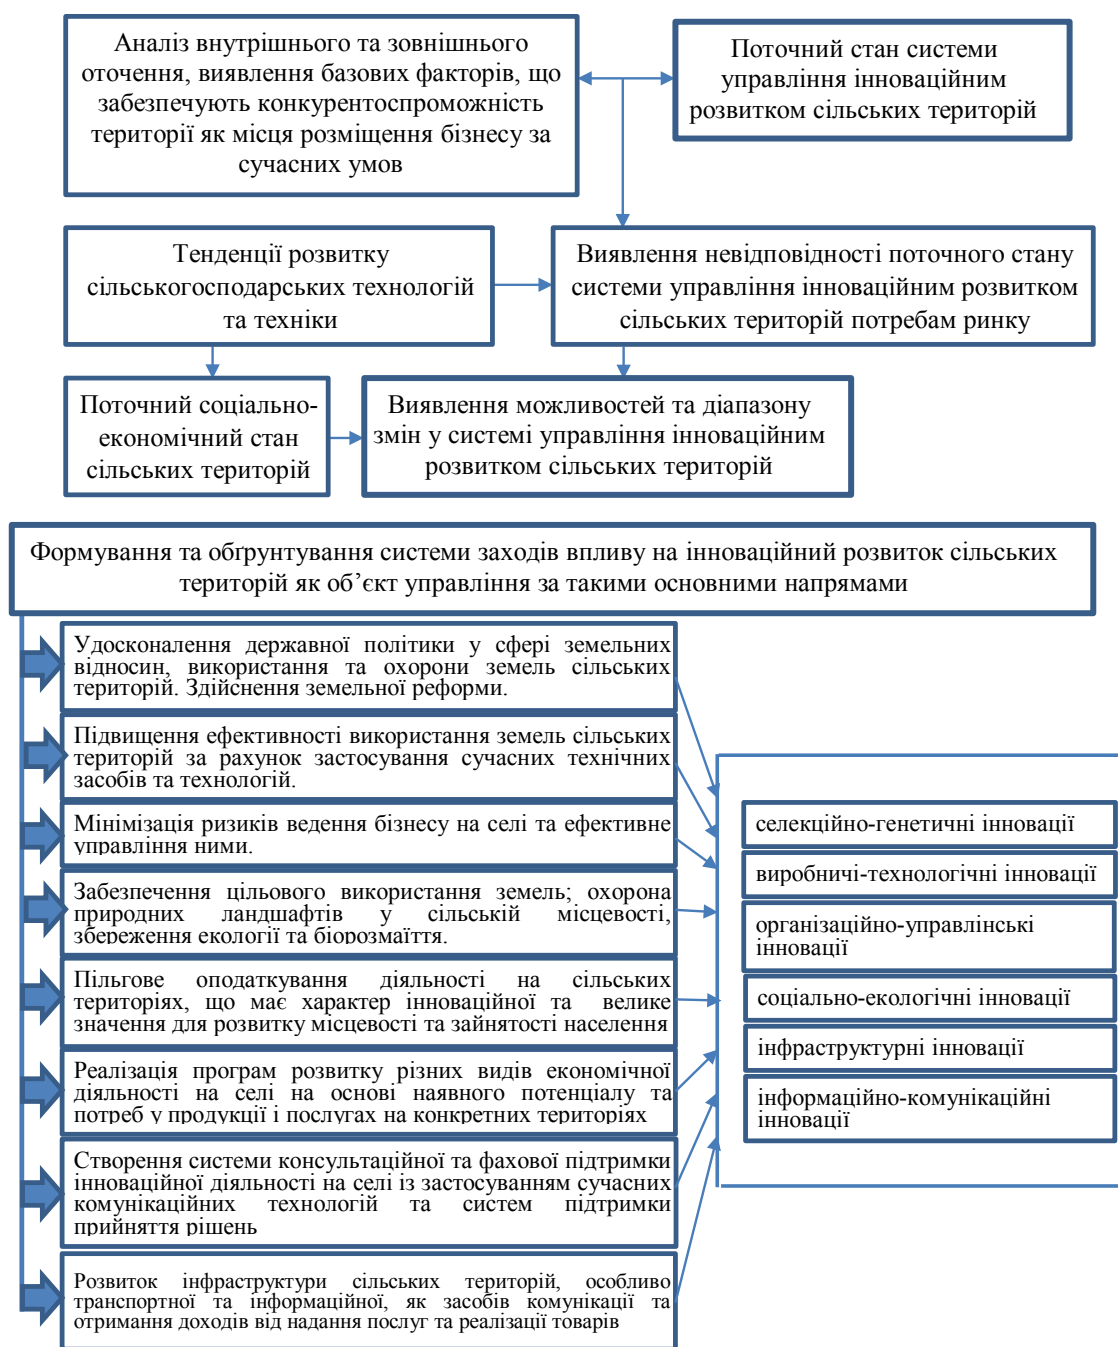 Аналіз внутрішнього та зовнішнього
оточення, виявлення базових факторів, що
забезпечують конкурентоспроможність
території як місця розміщення бізнесу за
сучасних умов
Поточний стан системи
управління інноваційним
розвитком сільських територій
Тенденції розвитку
сільськогосподарських технологій
та техніки
Виявлення невідповідності поточного стану
системи управління інноваційним розвитком
сільських територій потребам ринку
Поточний соціально-
економічний стан
сільських територій
Виявлення можливостей та діапазону
змін у системі управління інноваційним
розвитком сільських територій
Формування та обґрунтування системи заходів впливу на інноваційний розвиток сільських
територій як об’єкт управління за такими основними напрямами
Удосконалення державної політики у сфері земельних
відносин, використання та охорони земель сільських
територій. Здійснення земельної реформи.
Підвищення ефективності використання земель сільських
територій за рахунок застосування сучасних технічних
засобів та технологій.
Мінімізація ризиків ведення бізнесу на селі та ефективне
управління ними.
Забезпечення цільового використання земель; охорона
природних ландшафтів у сільській місцевості,
збереження екології та біорозмаїття.
Пільгове оподаткування діяльності на сільських
територіях, що має характер інноваційної та велике
значення для розвитку місцевості та зайнятості населення
Реалізація програм розвитку різних видів економічної
діяльності на селі на основі наявного потенціалу та
потреб у продукції і послугах на конкретних територіях
Створення системи консультаційної та фахової підтримки
інноваційної діяльності на селі із застосуванням сучасних
комунікаційних технологій та систем підтримки
прийняття рішень
Розвиток інфраструктури сільських територій, особливо
транспортної та інформаційної, як засобів комунікації та
отримання доходів від надання послуг та реалізації товарів
селекційно-генетичні інновації
виробничі-технологічні інновації
організаційно-управлінські
інновації
соціально-екологічні інновації
інфраструктурні інновації
інформаційно-комунікаційні
інновації